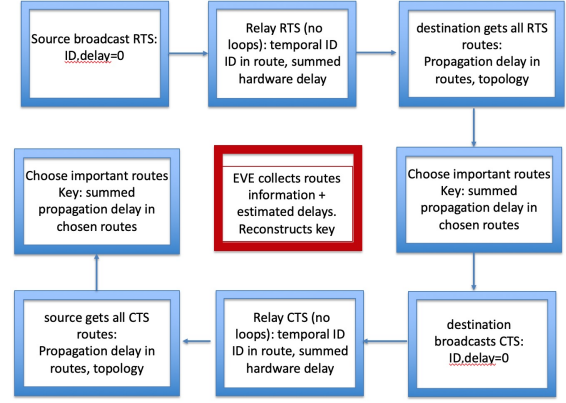 Source broadcast RTS:
ID,delay=0
Relay RTS (no
loops): temporal ID
ID in route, summed
hardware delay
destination gets all RTS
routes:
Propagation delay in
routes, topology
Choose important routes
Key: summed
propagation delay in
chosen routes
EVE collects routes
information +
estimated delays.
Reconstructs key
Choose important routes
Key: summed
propagation delay in
chosen routes
source gets all CTS
routes:
Propagation delay in
routes, topology
Relay CTS (no
loops): temporal ID
ID in route, summed
hardware delay
destination
broadcasts CTS:
ID,delay=0